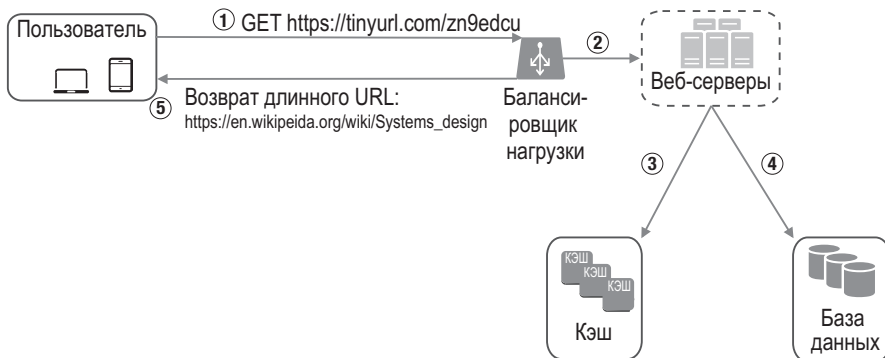 Пользователь
① GET https://tinyurl.com/zn9edcu
②
Веб-серверы
⑤ Возврат длинного URL:
https://en.wikipeida.org/wiki/Systems_design
Баланси-
ровщик
нагрузки
③
④
КЭШ
КЭШ
КЭШ
Кэш
База
данных